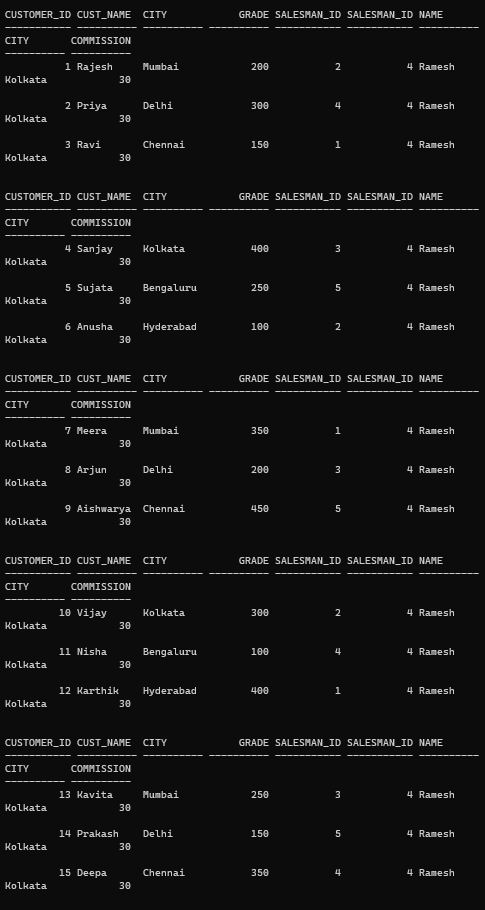 CUSTOMER_ID CUST_NAME  CITY            GRADE SALESMAN_ID SALESMAN_ID NAME
----------- ---------- ---------- ---------- ----------- ----------- ----------
CITY       COMMISSION
---------- ----------
          1 Rajesh     Mumbai            200           2           4 Ramesh
Kolkata            30
          2 Priya      Delhi             300           4           4 Ramesh
Kolkata            30
          3 Ravi       Chennai           150           1           4 Ramesh
Kolkata            30
CUSTOMER_ID CUST_NAME  CITY            GRADE SALESMAN_ID SALESMAN_ID NAME
----------- ---------- ---------- ---------- ----------- ----------- ----------
CITY       COMMISSION
---------- ----------
          4 Sanjay     Kolkata           400           3           4 Ramesh
Kolkata            30
          5 Sujata     Bengaluru         250           5           4 Ramesh
Kolkata            30
          6 Anusha     Hyderabad         100           2           4 Ramesh
Kolkata            30
CUSTOMER_ID CUST_NAME  CITY            GRADE SALESMAN_ID SALESMAN_ID NAME
----------- ---------- ---------- ---------- ----------- ----------- ----------
CITY       COMMISSION
---------- ----------
          7 Meera      Mumbai            350           1           4 Ramesh
Kolkata            30
          8 Arjun      Delhi             200           3           4 Ramesh
Kolkata            30
          9 Aishwarya  Chennai           450           5           4 Ramesh
Kolkata            30
CUSTOMER_ID CUST_NAME  CITY            GRADE SALESMAN_ID SALESMAN_ID NAME
----------- ---------- ---------- ---------- ----------- ----------- ----------
CITY       COMMISSION
---------- ----------
         10 Vijay      Kolkata           300           2           4 Ramesh
Kolkata            30
         11 Nisha      Bengaluru         100           4           4 Ramesh
Kolkata            30
         12 Karthik    Hyderabad         400           1           4 Ramesh
Kolkata            30
CUSTOMER_ID CUST_NAME  CITY            GRADE SALESMAN_ID SALESMAN_ID NAME
----------- ---------- ---------- ---------- ----------- ----------- ----------
CITY       COMMISSION
---------- ----------
         13 Kavita     Mumbai            250           3           4 Ramesh
Kolkata            30
         14 Prakash    Delhi             150           5           4 Ramesh
Kolkata            30
         15 Deepa      Chennai           350           4           4 Ramesh
Kolkata            30